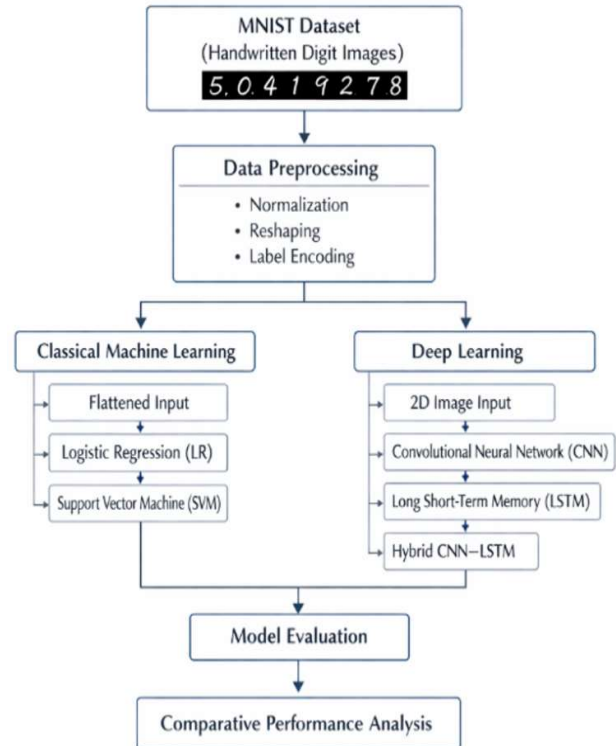 MNIST Dataset
(Handwritten Digit Images)
5. 0. 4 1 9 2 7 .8
Data Preprocessing
• Normalization
• Reshaping
• Label Encoding
Classical Machine Learning
Flattened Input
Logistic Regression (LR)
Support Vector Machine (SVM)
Deep Learning
2D Image Input
Convolutional Neural Network (CNN)
Long Short-Term Memory (LSTM)
Hybrid CNN–LSTM
Model Evaluation
Comparative Performance Analysis